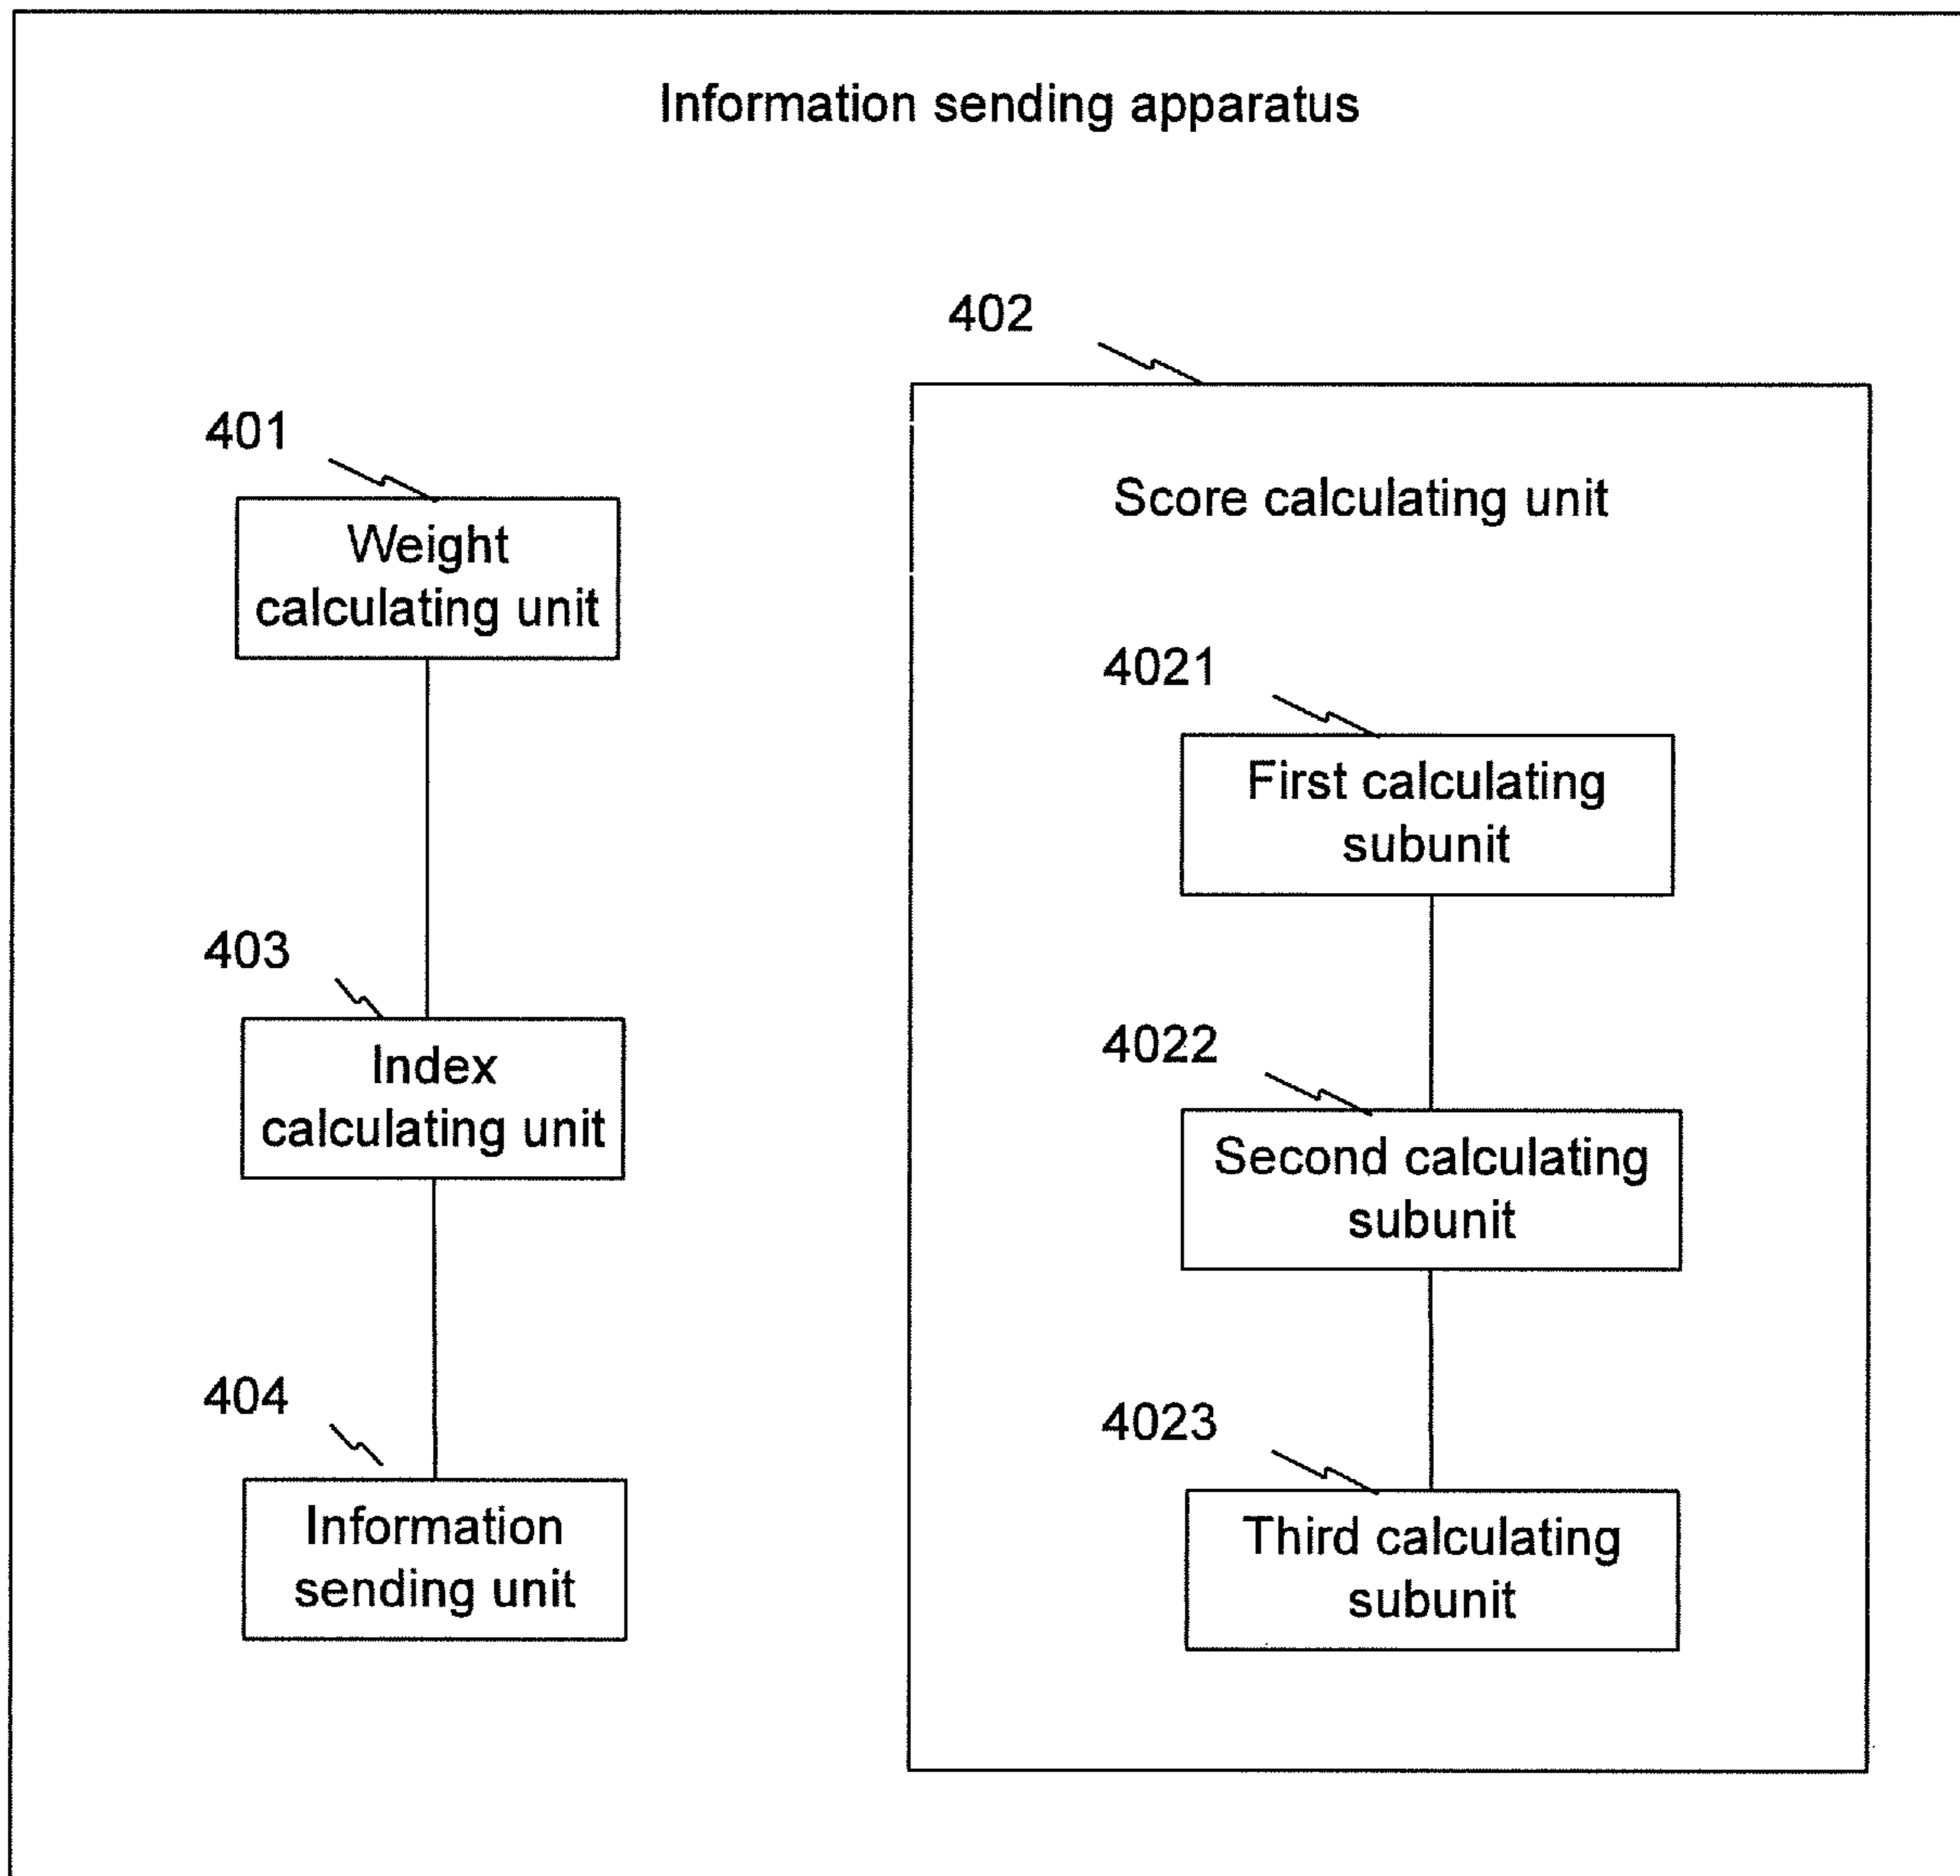 Information sending apparatus
402
401
Score calculating unit
Weight
calculating unit
4021
First calculating
subunit
403
Index
calculating unit
4022
Second calculating
subunit
404
Information
sending unit
4023
Third calculating
subunit